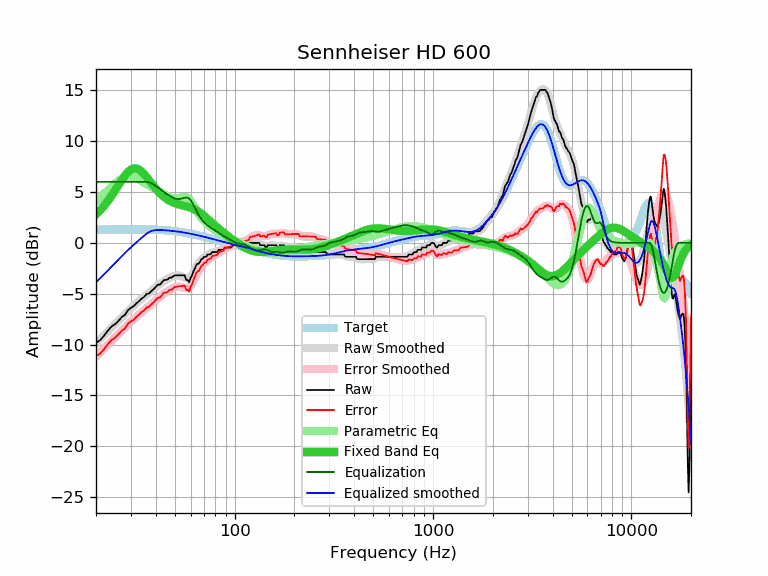 Sennheiser HD 600
Amplitude (dBr)
15
10
5
0
−5
−10
−15
−20
−25
Target
Raw Smoothed
Error Smoothed
Raw
Error
Parametric Eq
Fixed Band Eq
Equalization
Equalized smoothed
100
1000
10000
Frequency (Hz)